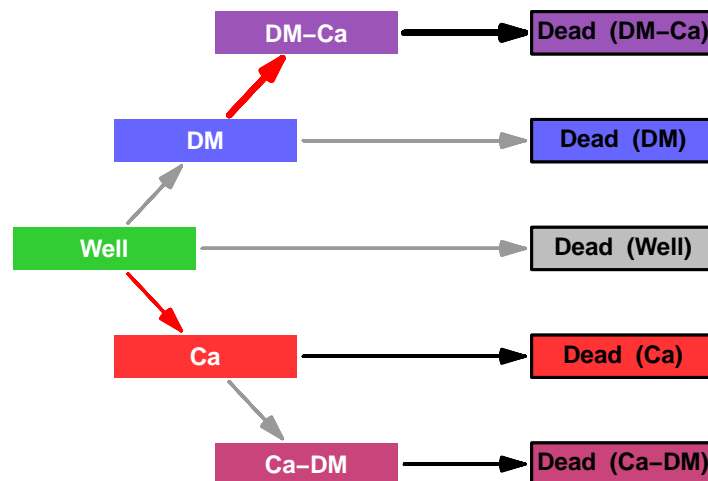 DM−Ca
Dead (DM−Ca)
DM
Dead (DM)
Well
Dead (Well)
Ca
Dead (Ca)
Ca−DM
Dead (Ca−DM)